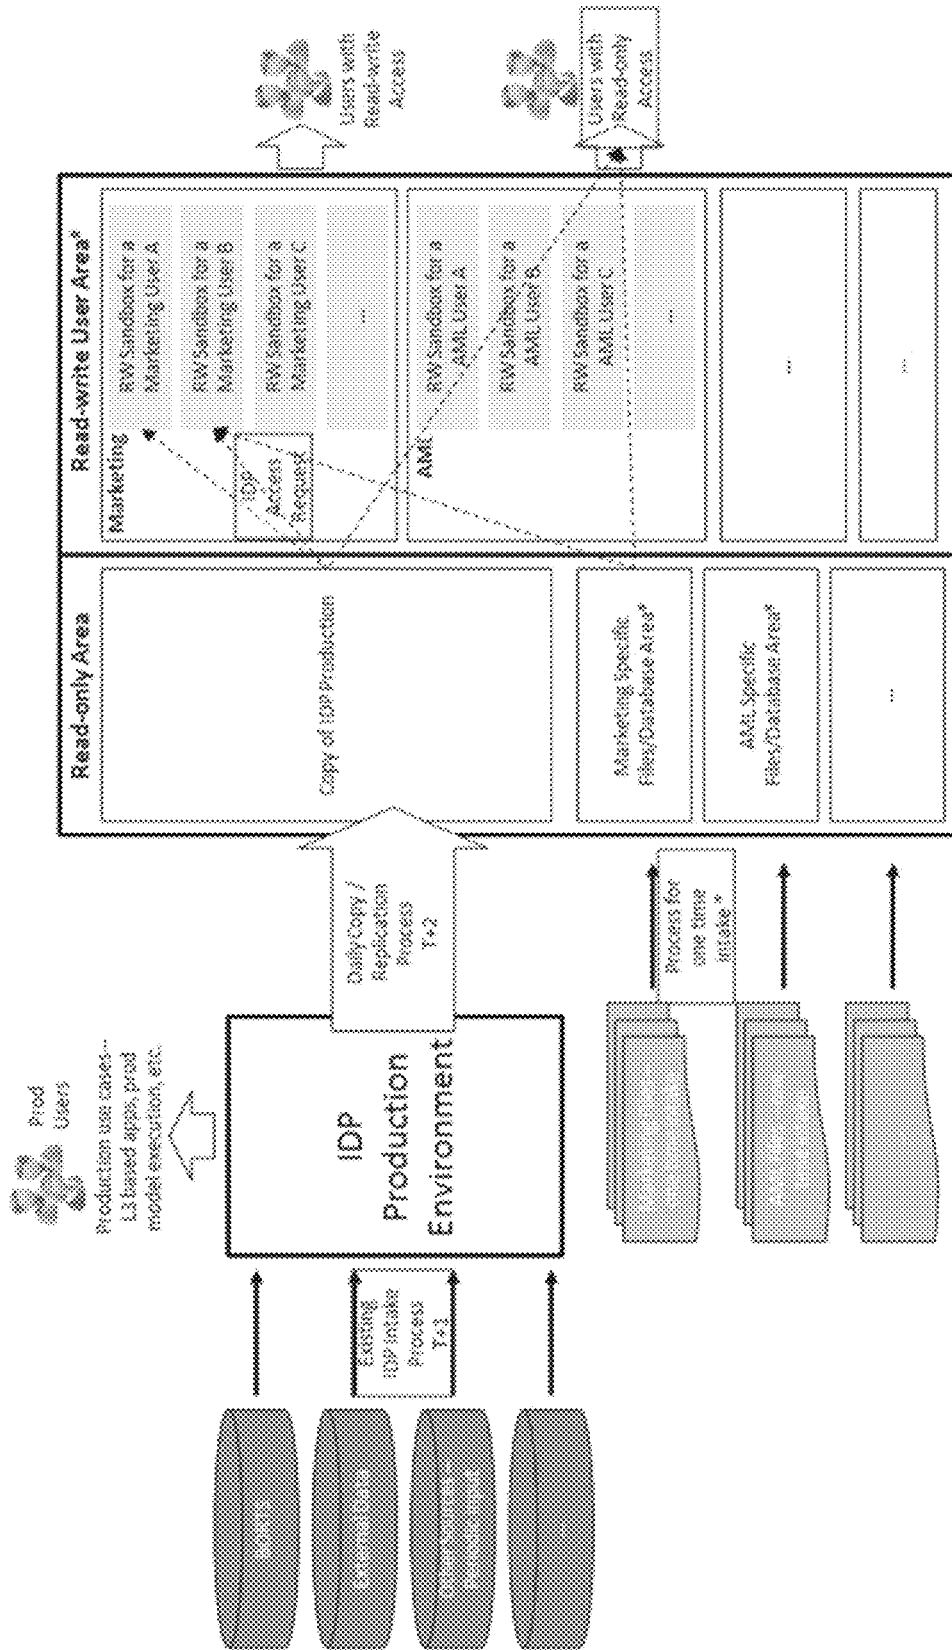 Prod
Users
Production use cases--
L3 based apps, prod
model execution, etc.
Existing
IDP Intake
Process
T+1
IDP
Production
Environment
Daily Copy /
Replication
Process
T+2
Process for
one time
intake*
Read-only Area
Copy of IDP Production
Marketing Specific
Files/Database Area*
AML Specific
Files/Database Area*
...
Read-write User Area*
Marketing
RW Sandbox for a
Marketing User A
RW Sandbox for a
Marketing User B
RW Sandbox for a
Marketing User C
...
IDP
Access
Request
AML
RW Sandbox for a
AML User A
RW Sandbox for a
AML User B
RW Sandbox for a
AML User C
...
...
...
Users with
Read-write
Access
Users with
Read-only
Access